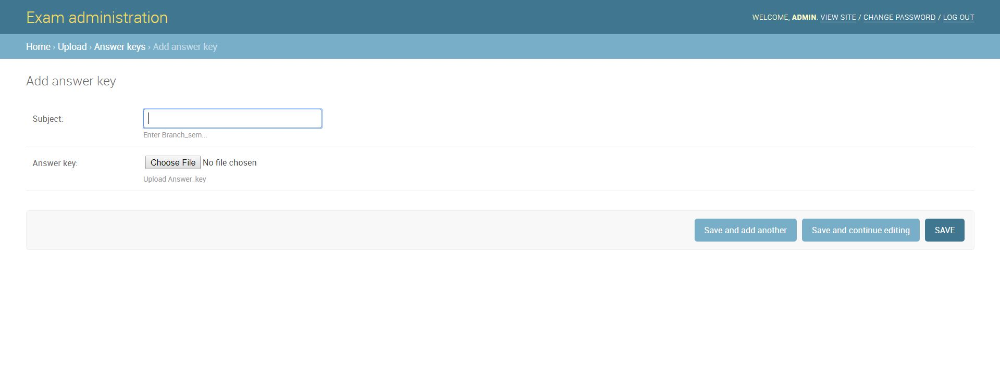 Exam administration
WELCOME, ADMIN. VIEW SITE / CHANGE PASSWORD / LOG OUT
Home › Upload › Answer keys › Add answer key
Add answer key
Subject:
Enter Branch_sem...
Answer key:
Choose File No file chosen
Upload Answer_key
Save and add another
Save and continue editing
SAVE